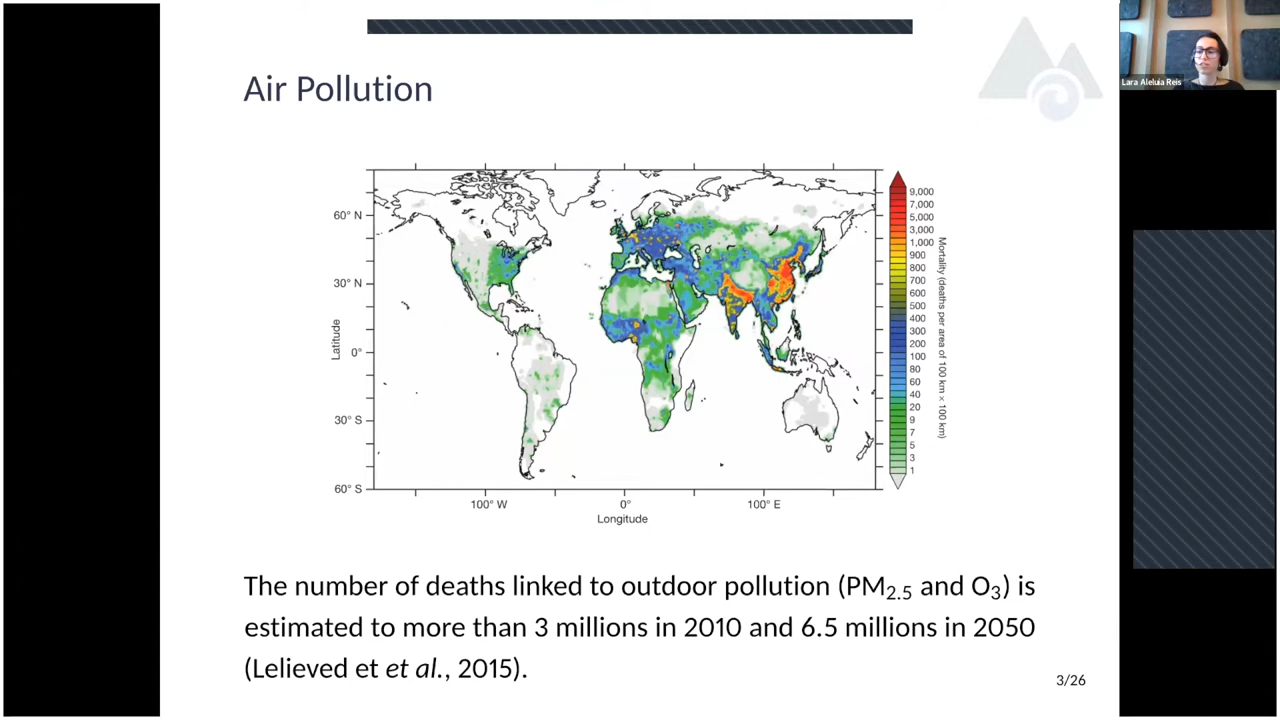 Air Pollution
Lara Aleluia Reis
60° N
30° N
0°
30° S
60° S
Latitude
100° W
0°
100° E
Longitude
9,000
7,000
5,000
3,000
1,000
900
800
700
600
500
400
300
200
100
80
60
40
20
9
7
5
3
1
Mortality (deaths per area of 100 km × 100 km)
The number of deaths linked to outdoor pollution (PM2.5 and O3) is
estimated to more than 3 millions in 2010 and 6.5 millions in 2050
(Lelieved et et al., 2015).
3/26